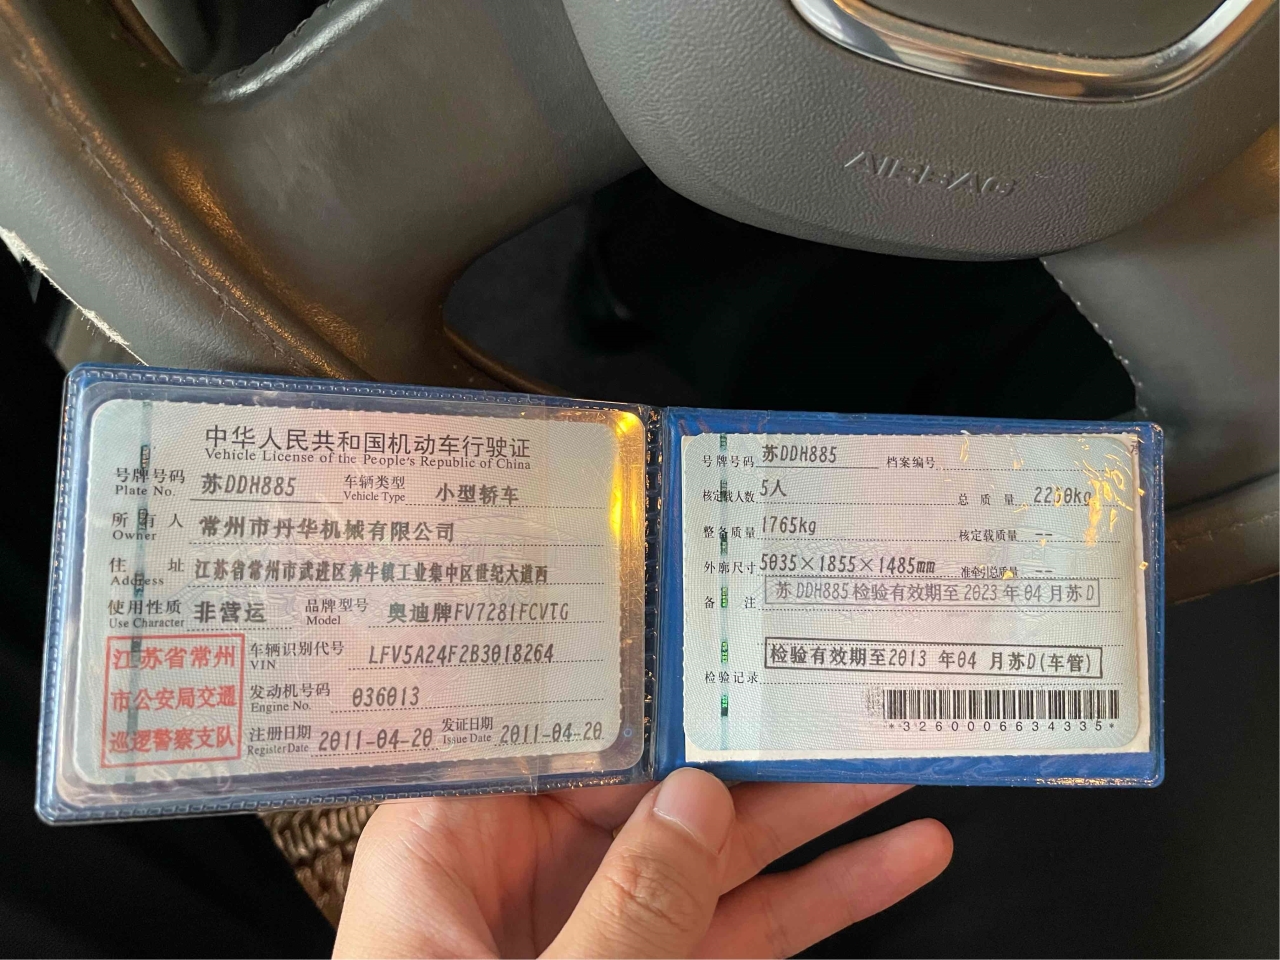 AIRBAG
中华人民共和国机动车行驶证
Vehicle License of the People's Republic of China
号牌号码 苏DDH885 车辆类型 小型轿车
Plate No. Vehicle Type
所有人 常州市丹华机械有限公司
Owner
住址 江苏省常州市武进区奔牛镇工业集中区世纪大道西
Address
使用性质 非营运 品牌型号 奥迪牌FV7281FCVTG
Use Character Model
江苏省常州
市公安局交通
巡逻警察支队
车辆识别代号 LFV5A24F2B3018264
VIN
发动机号码 036013
Engine No.
注册日期 2011-04-20 发证日期 2011-04-20
Register Date Issue Date
号牌号码 苏DDH885 档案编号
核定载人数 5人 总质量 kg
整备质量 1765kg 核定载质量 --
外廓尺寸 5035×1855×1485mm 准牵引总质量 --
备注 苏DDH885检验有效期至2023年04月苏D
检验有效期至2013 年04 月苏D(车管)
检验记录
*3260006634335*